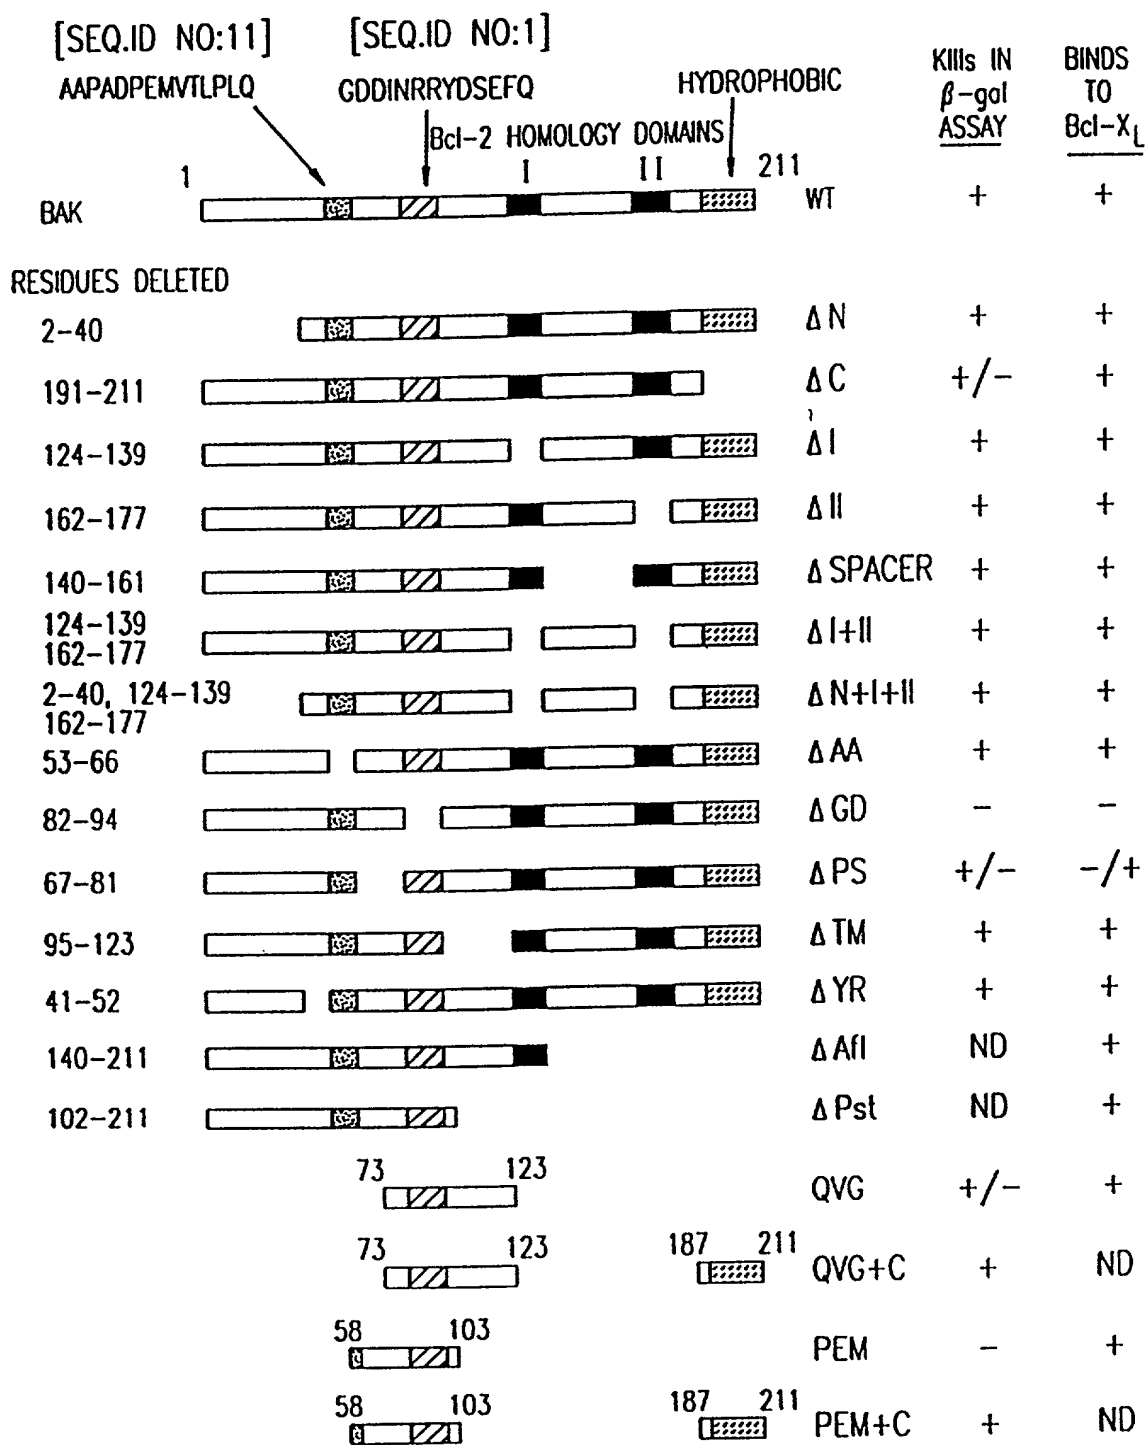 [SEQ.ID NO:11] [SEQ.ID NO:1]
AAPADPEMVTLPLQ GDDINRRYDSEFQ HYDROPHOBIC KIlls IN β-gal ASSAY BINDS TO Bcl-XL
Bcl-2 HOMOLOGY DOMAINS
1 I II 211
BAK WT + +
RESIDUES DELETED
2-40 ΔN + +
191-211 ΔC +/- +
124-139 ΔI + +
162-177 ΔII + +
140-161 ΔSPACER + +
124-139
162-177 ΔI+II + +
2-40, 124-139
162-177 ΔN+I+II + +
53-66 ΔAA + +
82-94 ΔGD - -
67-81 ΔPS +/- -/+
95-123 ΔTM + +
41-52 ΔYR + +
140-211 ΔAfl ND +
102-211 ΔPst ND +
73 123
QVG +/- +
73 123 187 211
QVG+C + ND
58 103
PEM - +
58 103 187 211
PEM+C + ND